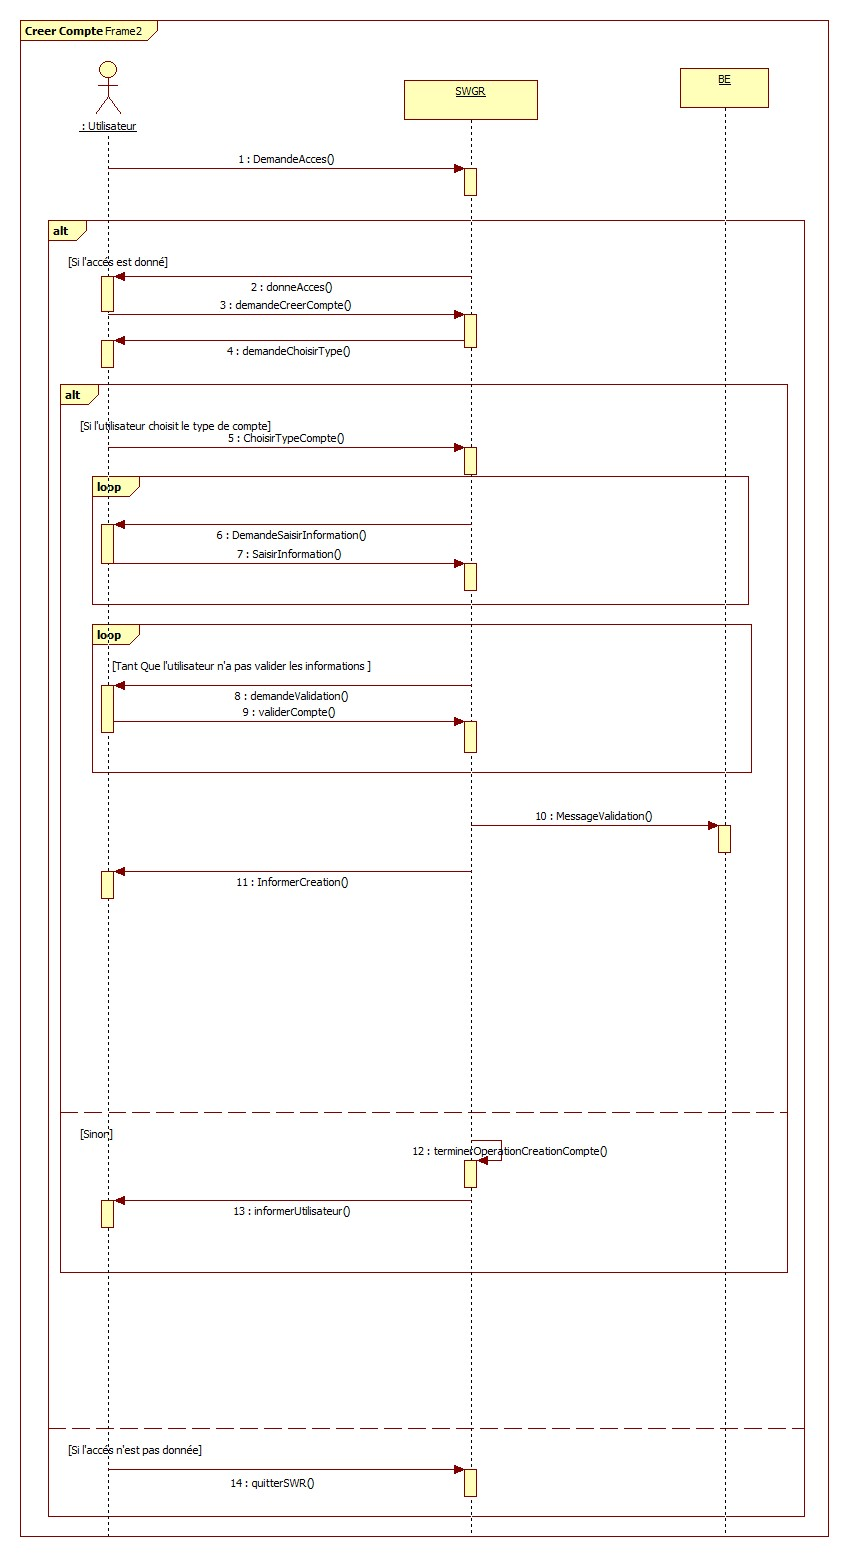 Creer Compte Frame2
: Utilisateur
SWGR
BE
1 : DemandeAcces()
alt
[Si l'accés est donné]
2 : donneAcces()
3 : demandeCreerCompte()
4 : demandeChoisirType()
alt
[Si l'utilisateur choisit le type de compte]
5 : ChoisirTypeCompte()
loop
6 : DemandeSaisirInformation()
7 : SaisirInformation()
loop
[Tant Que l'utilisateur n'a pas valider les informations ]
8 : demandeValidation()
9 : validerCompte()
10 : MessageValidation()
11 : InformerCreation()
[Sinon]
12 : terminerOperationCreationCompte()
13 : informerUtilisateur()
[Si l'accés n'est pas donnée]
14 : quitterSWR()